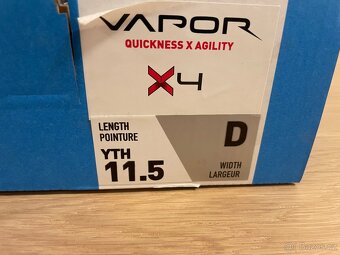 VAPOR
QUICKNESS X AGILITY
X4
LENGTH
POINTURE
YTH
11.5
D
WIDTH
LARGEUR